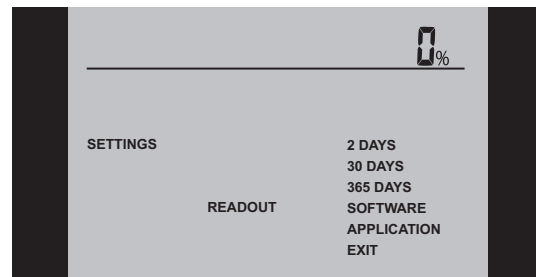 0%
SETTINGS 2 DAYS
30 DAYS
365 DAYS
READOUT SOFTWARE
APPLICATION
EXIT